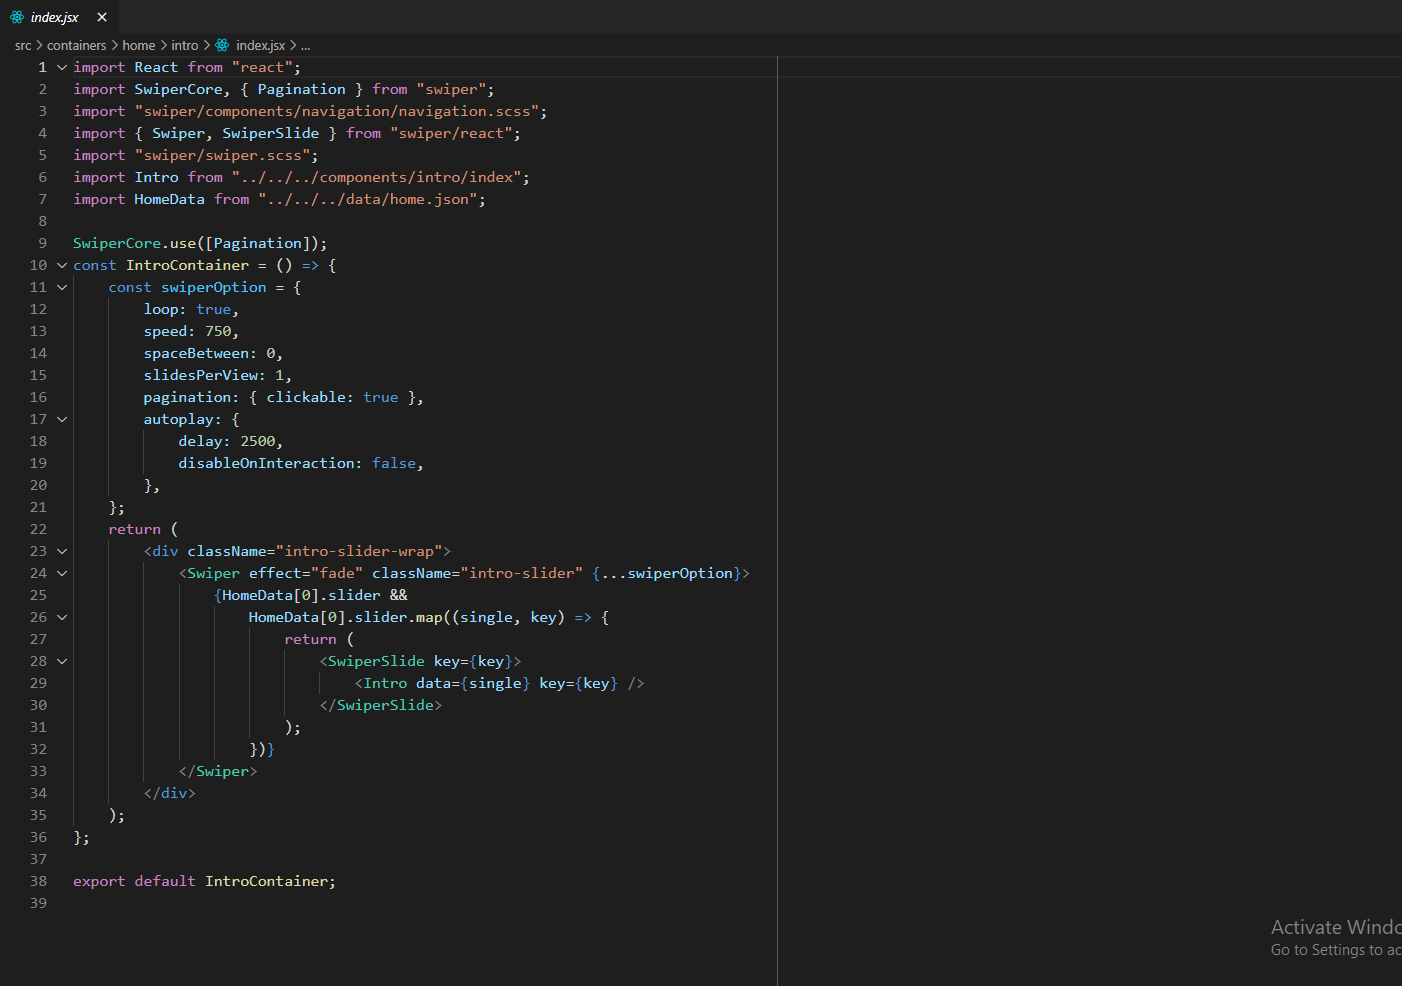 index.jsx
src > containers > home > intro > index.jsx > ...
1 import React from "react";
2 import SwiperCore, { Pagination } from "swiper";
3 import "swiper/components/navigation/navigation.scss";
4 import { Swiper, SwiperSlide } from "swiper/react";
5 import "swiper/swiper.scss";
6 import Intro from "../../../components/intro/index";
7 import HomeData from "../../../data/home.json";
8
9 SwiperCore.use([Pagination]);
10 const IntroContainer = () => {
11     const swiperOption = {
12         loop: true,
13         speed: 750,
14         spaceBetween: 0,
15         slidesPerView: 1,
16         pagination: { clickable: true },
17         autoplay: {
18             delay: 2500,
19             disableOnInteraction: false,
20         },
21     };
22     return (
23         <div className="intro-slider-wrap">
24             <Swiper effect="fade" className="intro-slider" {...swiperOption}>
25                 {HomeData[0].slider &&
26                     HomeData[0].slider.map((single, key) => {
27                         return (
28                             <SwiperSlide key={key}>
29                                 <Intro data={single} key={key} />
30                             </SwiperSlide>
31                         );
32                     })}
33             </Swiper>
34         </div>
35     );
36 };
37
38 export default IntroContainer;
39
Activate Windo
Go to Settings to ac